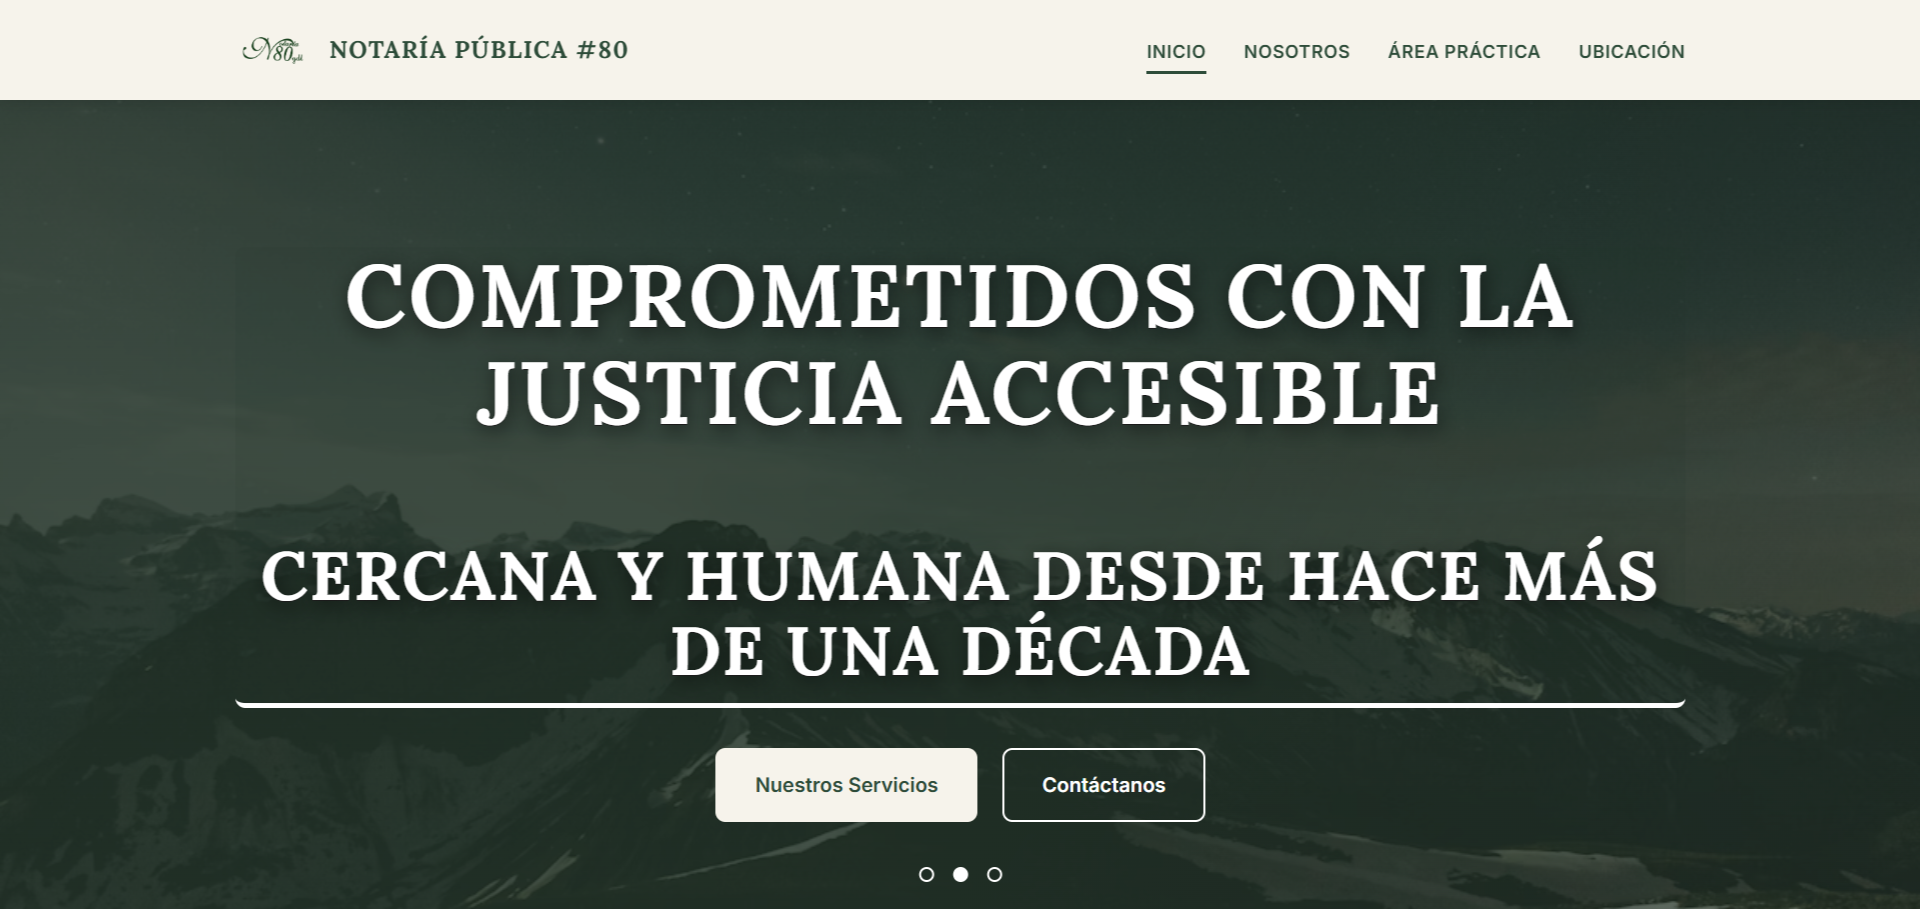 N80
NOTARÍA PÚBLICA #80
INICIO
NOSOTROS
ÁREA PRÁCTICA
UBICACIÓN
COMPROMETIDOS CON LA
JUSTICIA ACCESIBLE
CERCANA Y HUMANA DESDE HACE MÁS
DE UNA DÉCADA
Nuestros Servicios
Contáctanos